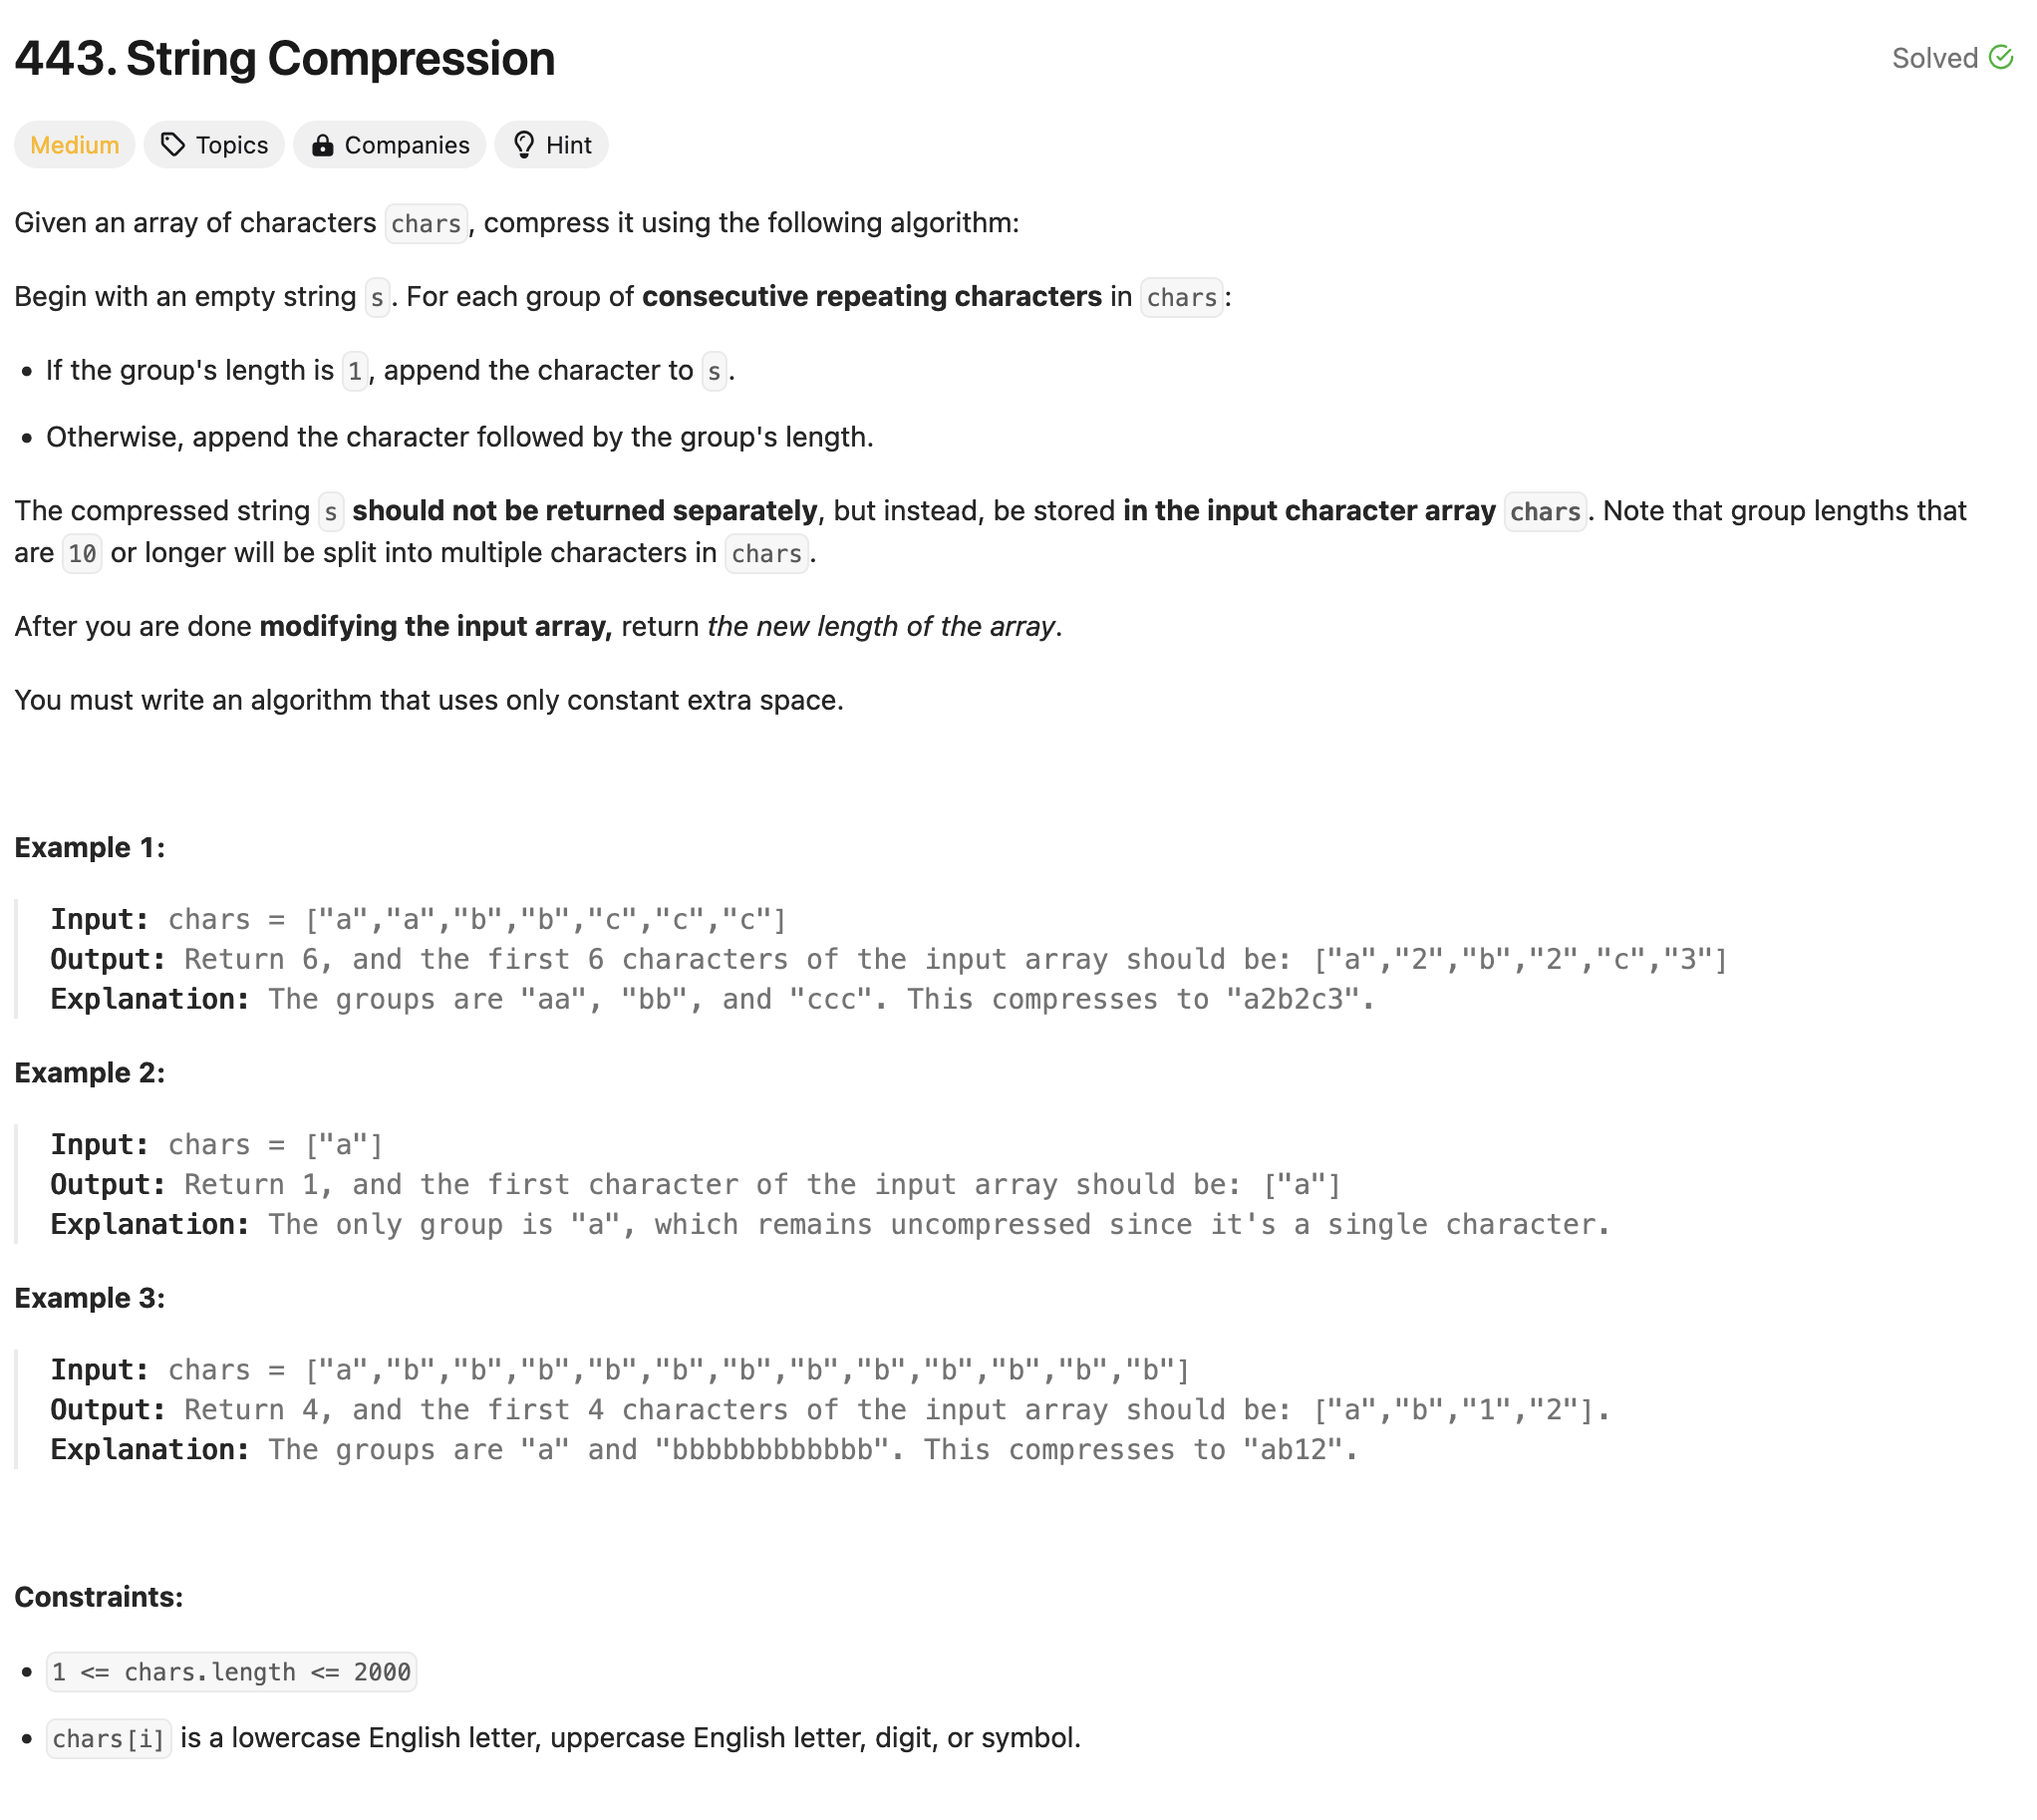 443. String Compression
Solved
Medium Topics Companies Hint
Given an array of characters chars, compress it using the following algorithm:
Begin with an empty string s. For each group of consecutive repeating characters in chars:
• If the group's length is 1, append the character to s.
• Otherwise, append the character followed by the group's length.
The compressed string s should not be returned separately, but instead, be stored in the input character array chars. Note that group lengths that
are 10 or longer will be split into multiple characters in chars.
After you are done modifying the input array, return the new length of the array.
You must write an algorithm that uses only constant extra space.
Example 1:
Input: chars = ["a","a","b","b","c","c","c"]
Output: Return 6, and the first 6 characters of the input array should be: ["a","2","b","2","c","3"]
Explanation: The groups are "aa", "bb", and "ccc". This compresses to "a2b2c3".
Example 2:
Input: chars = ["a"]
Output: Return 1, and the first character of the input array should be: ["a"]
Explanation: The only group is "a", which remains uncompressed since it's a single character.
Example 3:
Input: chars = ["a","b","b","b","b","b","b","b","b","b","b","b","b"]
Output: Return 4, and the first 4 characters of the input array should be: ["a","b","1","2"].
Explanation: The groups are "a" and "bbbbbbbbbbbb". This compresses to "ab12".
Constraints:
• 1 <= chars.length <= 2000
• chars[i] is a lowercase English letter, uppercase English letter, digit, or symbol.